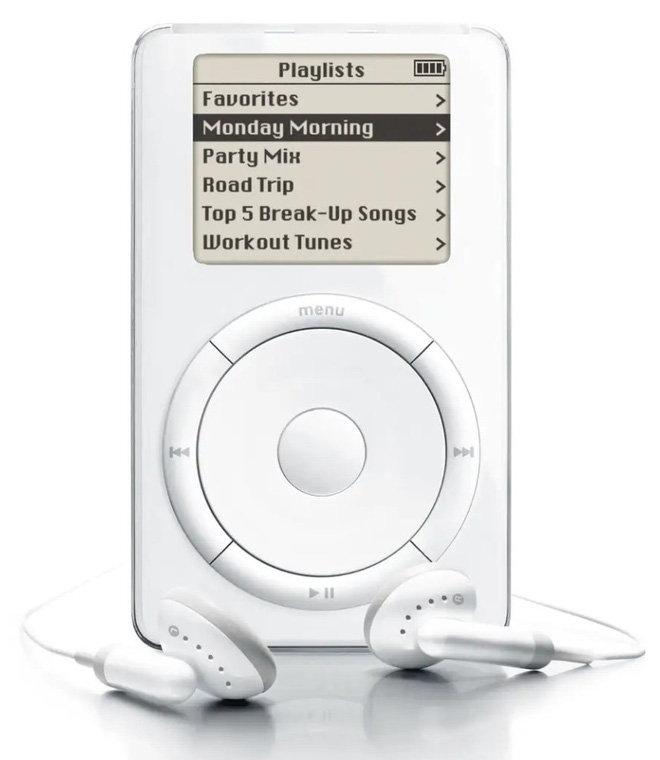 Playlists
Favorites
Monday Morning
Party Mix
Road Trip
Top 5 Break-Up Songs
Workout Tunes
menu